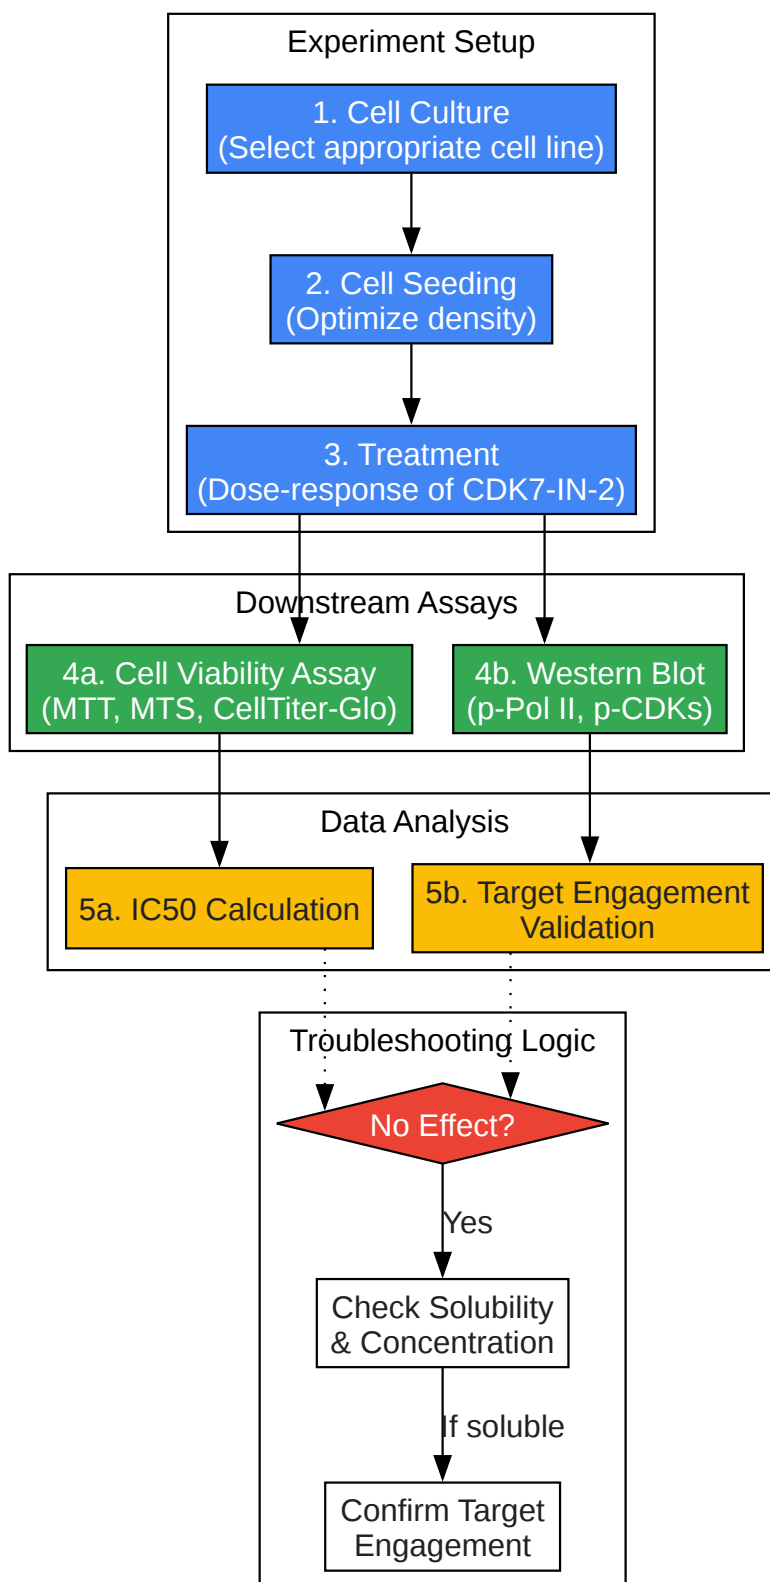 Experiment Setup
1. Cell Culture
(Select appropriate cell line)
2. Cell Seeding
(Optimize density)
3. Treatment
(Dose-response of CDK7-IN-2)
Downstream Assays
4a. Cell Viability Assay
(MTT, MTS, CellTiter-Glo)
4b. Western Blot
(p-Pol II, p-CDKs)
Data Analysis
5a. IC50 Calculation
5b. Target Engagement
Validation
Troubleshooting Logic
No Effect?
Yes
Check Solubility
& Concentration
If soluble
Confirm Target
Engagement